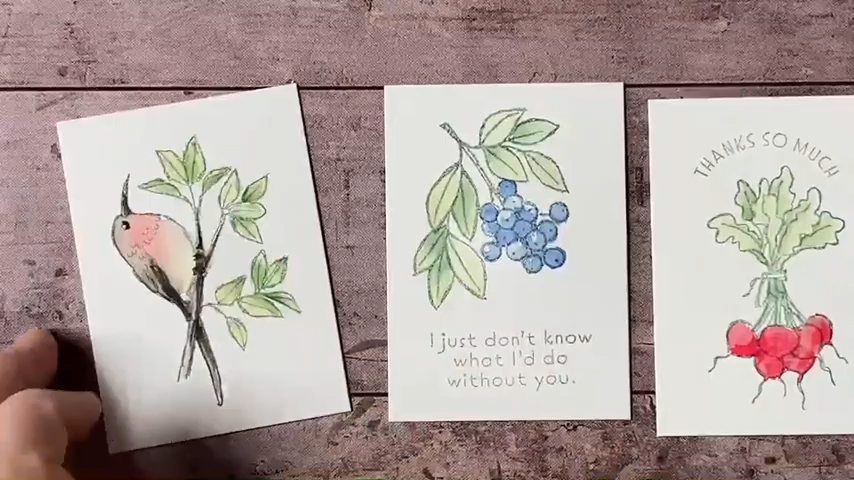 I just don't know
what I'd do
without you.
THANKS SO MUCH